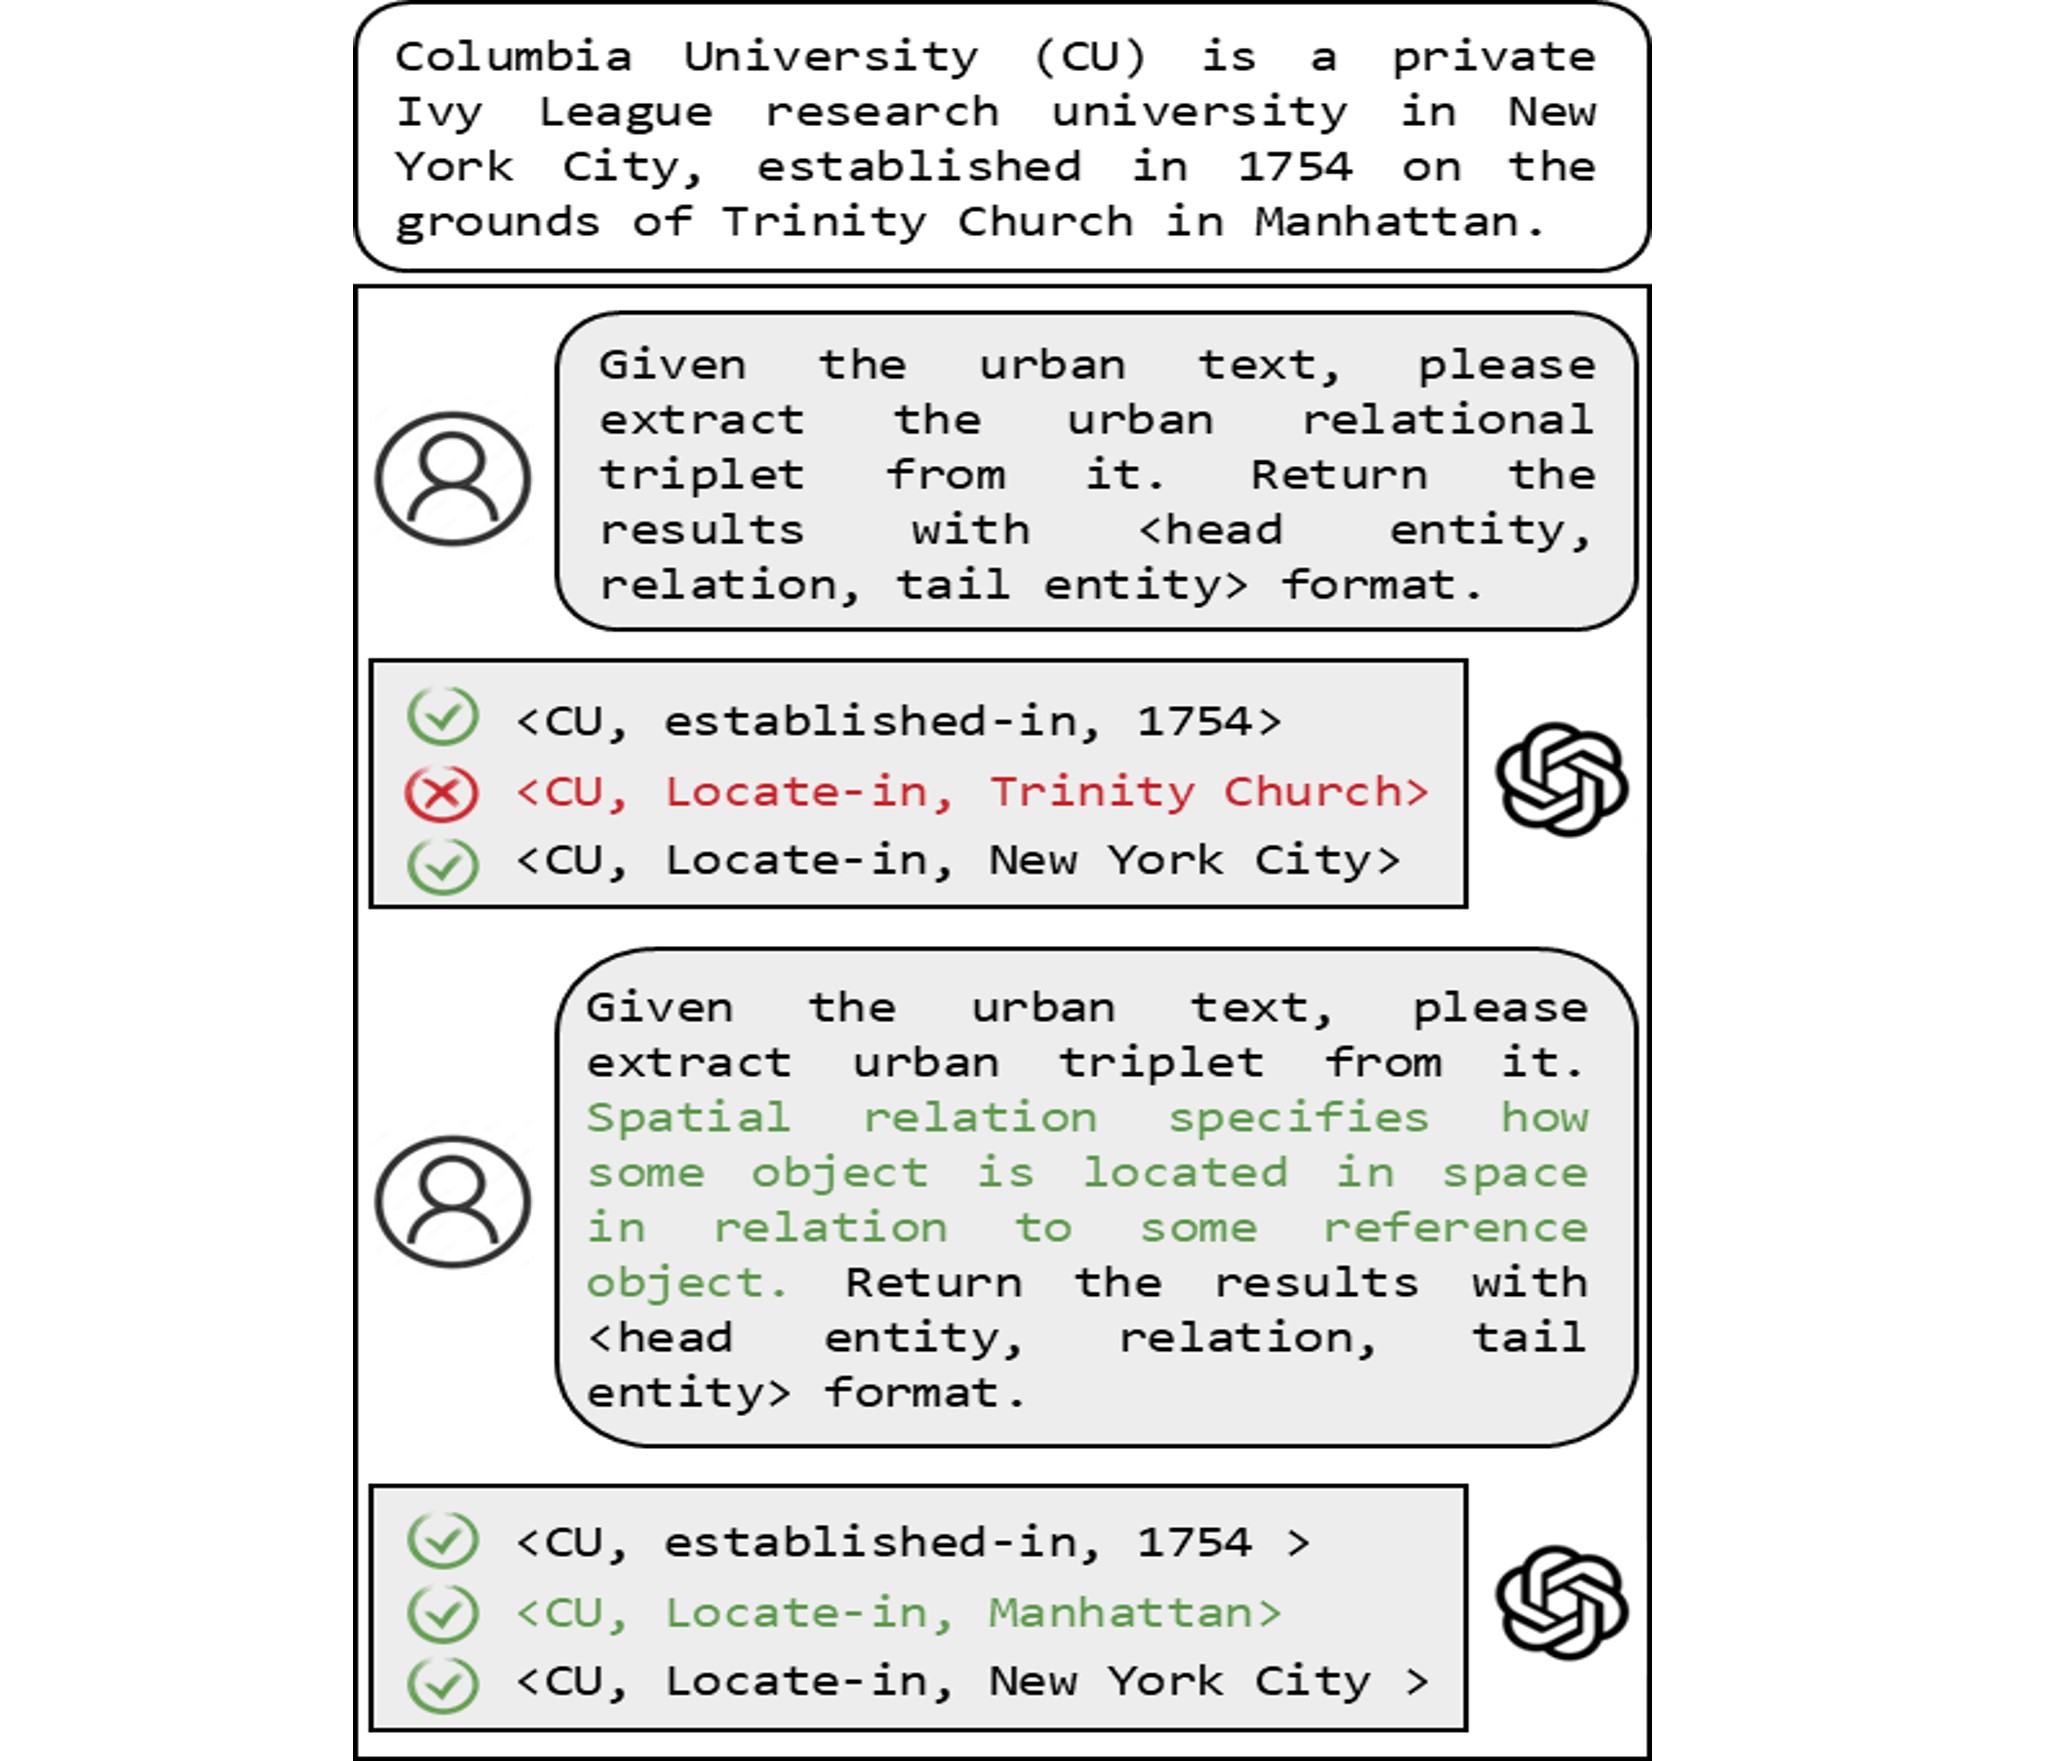 Columbia University (CU) is a private
Ivy League research university in New
York City, established in 1754 on the
grounds of Trinity Church in Manhattan.
Given the urban text, please
extract the urban relational
triplet from it. Return the
results with <head entity,
relation, tail entity> format.
<CU, established-in, 1754>
<CU, Locate-in, Trinity Church>
<CU, Locate-in, New York City>
Given the urban text, please
extract urban triplet from it.
Spatial relation specifies how
some object is located in space
in relation to some reference
object. Return the results with
<head entity, relation, tail
entity> format.
<CU, established-in, 1754 >
<CU, Locate-in, Manhattan>
<CU, Locate-in, New York City >